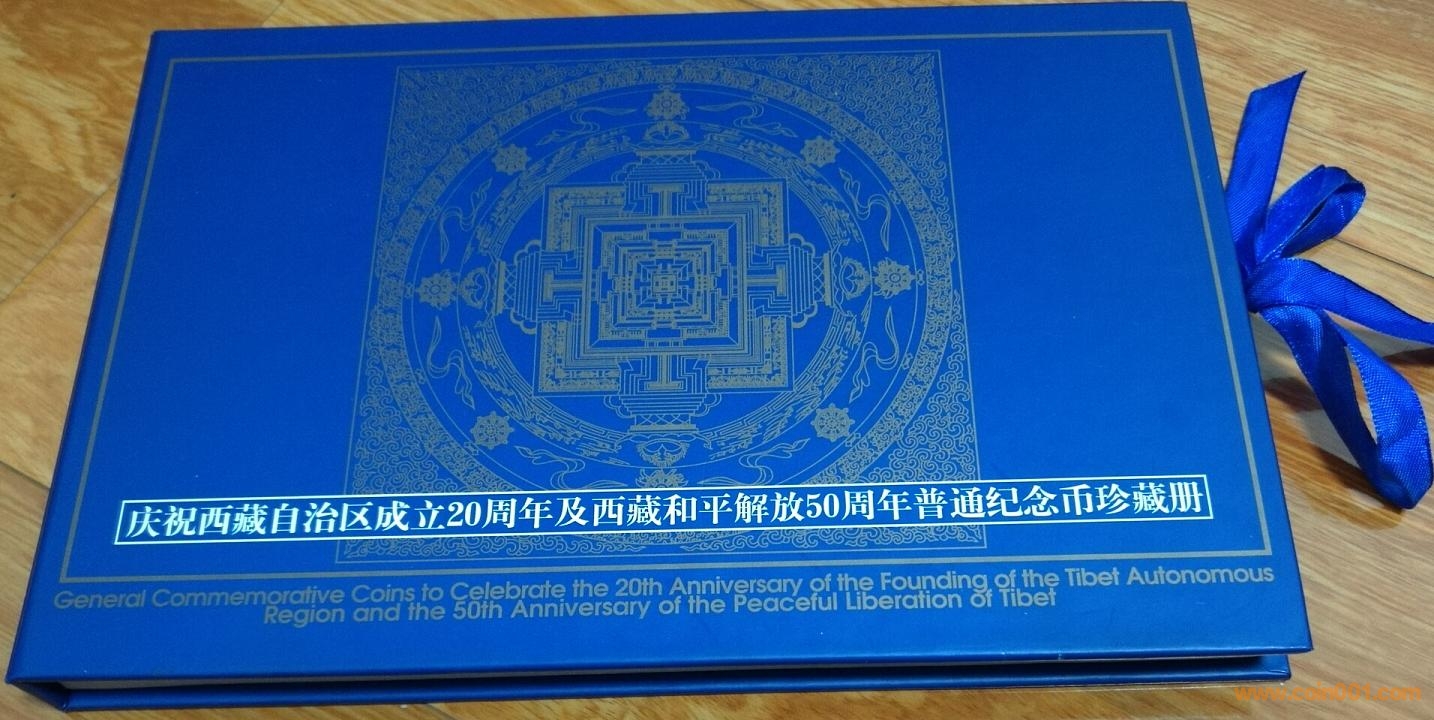 庆祝西藏自治区成立20周年及西藏和平解放50周年普通纪念币珍藏册
General Commemorative Coins to Celebrate the 20th Anniversary of the Founding of the Tibet Autonomous
Region and the 50th Anniversary of the Peaceful Liberation of Tibet